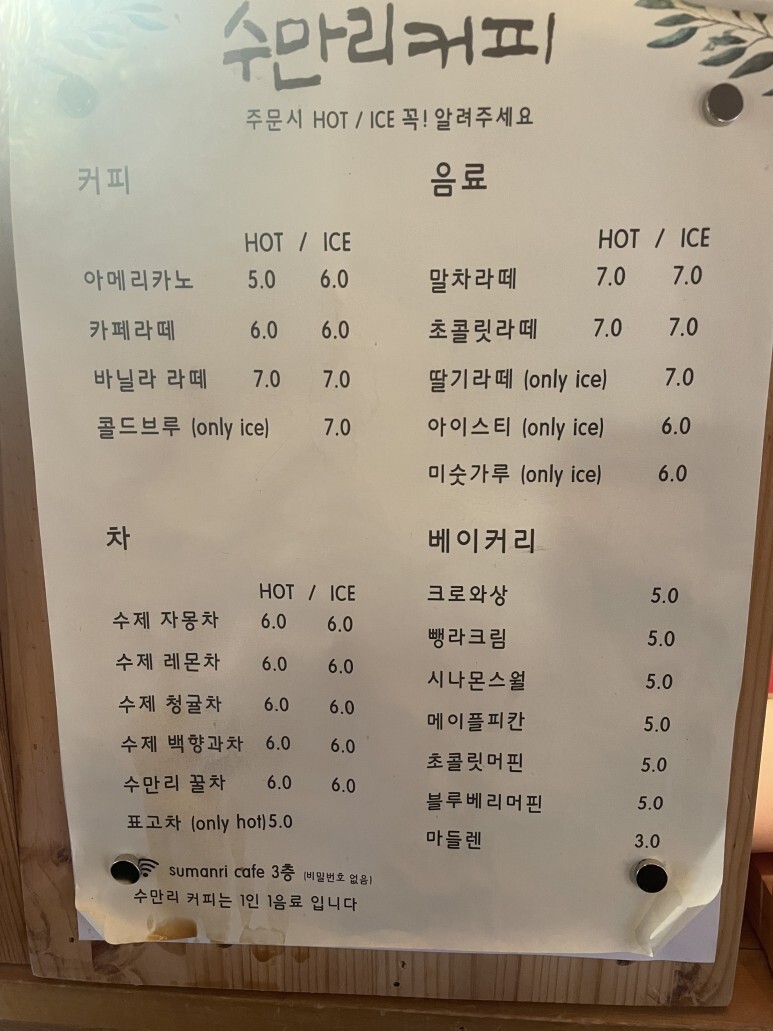 수만리커피
주문시 HOT / ICE 꼭! 알려주세요
커피
HOT / ICE
아메리카노 5.0 6.0
카페라떼 6.0 6.0
바닐라 라떼 7.0 7.0
콜드브루 (only ice) 7.0
음료
HOT / ICE
말차라떼 7.0 7.0
초콜릿라떼 7.0 7.0
딸기라떼 (only ice) 7.0
아이스티 (only ice) 6.0
미숫가루 (only ice) 6.0
차
HOT / ICE
수제 자몽차 6.0 6.0
수제 레몬차 6.0 6.0
수제 청귤차 6.0 6.0
수제 백향과차 6.0 6.0
수만리 꿀차 6.0 6.0
표고차 (only hot) 5.0
베이커리
크로와상 5.0
뺑라크림 5.0
시나몬스월 5.0
메이플피칸 5.0
초콜릿머핀 5.0
블루베리머핀 5.0
마들렌 3.0
sumanri cafe 3층 (비밀번호 없음)
수만리 커피는 1인 1음료 입니다